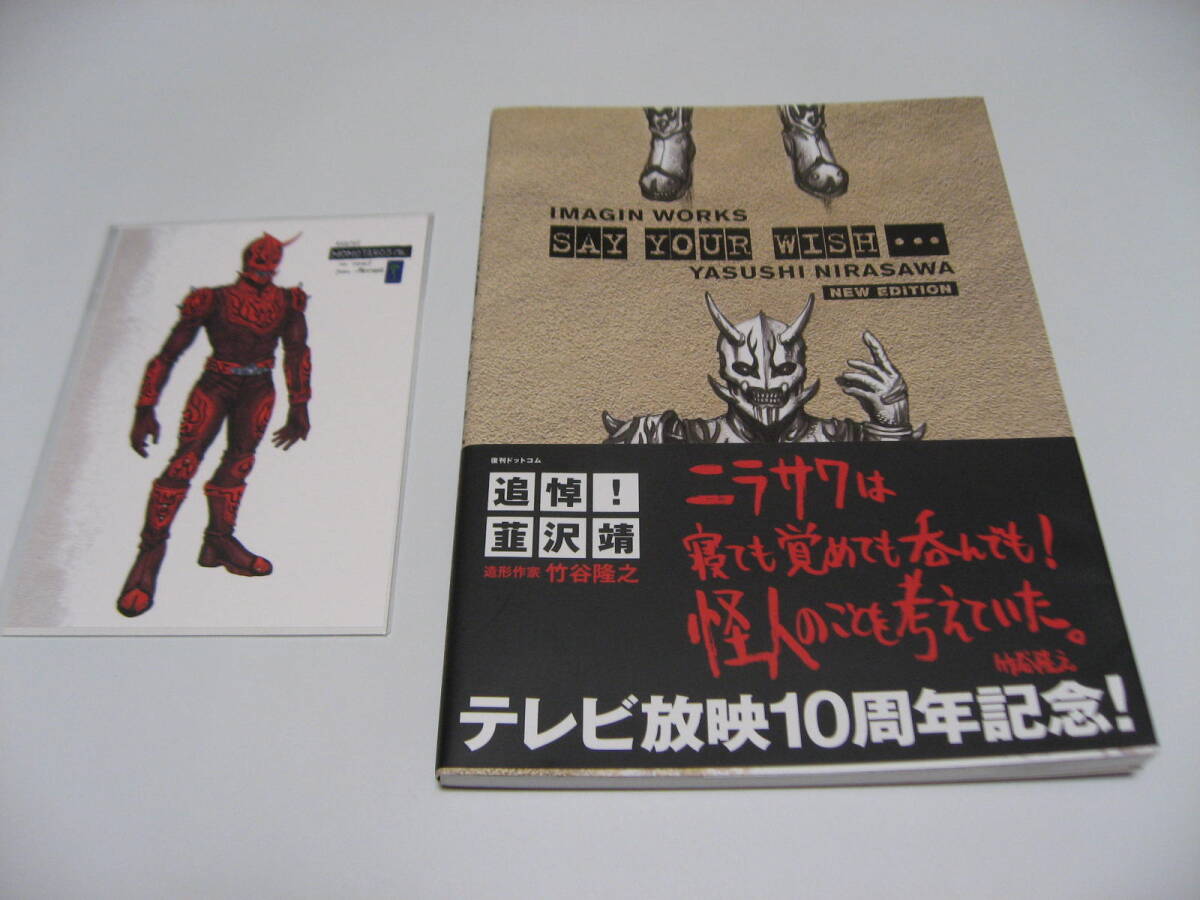 MOMOTAROS
IMAGIN WORKS
SAY YOUR WISH...
YASUSHI NIRASAWA
NEW EDITION
復刊ドットコム
追悼!
韮沢靖
造形作家 竹谷隆之
ニラサワは
寝ても覚めても呑んでも!
怪人のことも考えていた。
竹谷隆之
テレビ放映10周年記念!